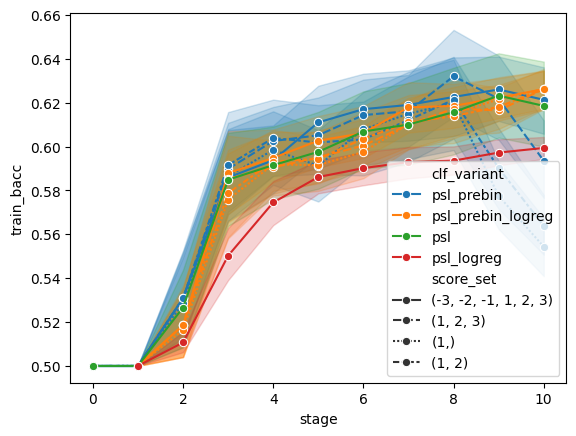 0.66
0.64
0.62
0.60
0.58
0.56
0.54
0.52
0.50
train_bacc
clf_variant
psl_prebin
psl_prebin_logreg
psl
psl_logreg
score_set
(-3, -2, -1, 1, 2, 3)
(1, 2, 3)
(1,)
(1, 2)
0 2 4 6 8 10
stage